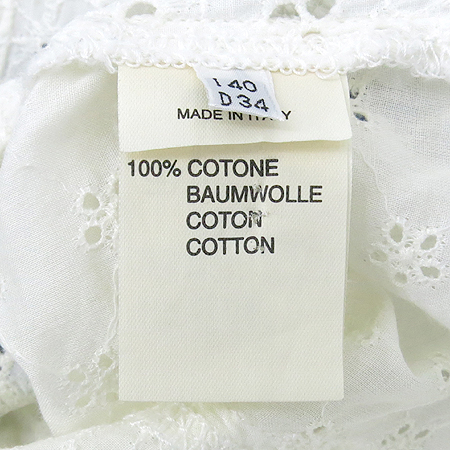 I 40
D 34
MADE IN ITALY
100% COTONE
BAUMWOLLE
COTON
COTTON